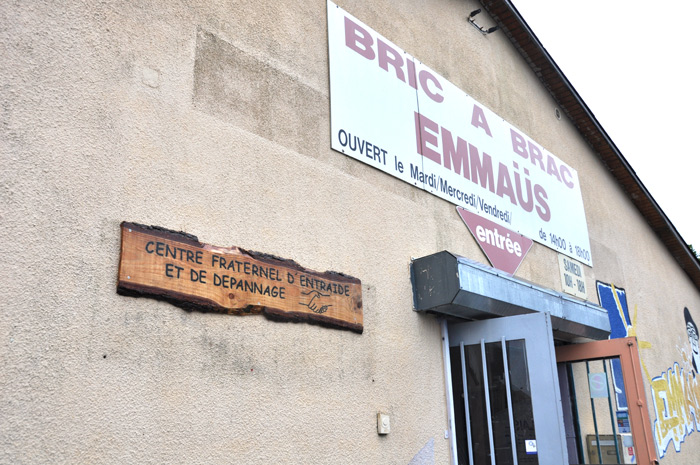 BRIC A BRAC
EMMAÜS
OUVERT le Mardi/Mercredi/Vendredi/ de 14h00 à 18h00
entrée
SAMEDI
10H - 18H
CENTRE FRATERNEL D'ENTRAIDE
ET DE DEPANNAGE